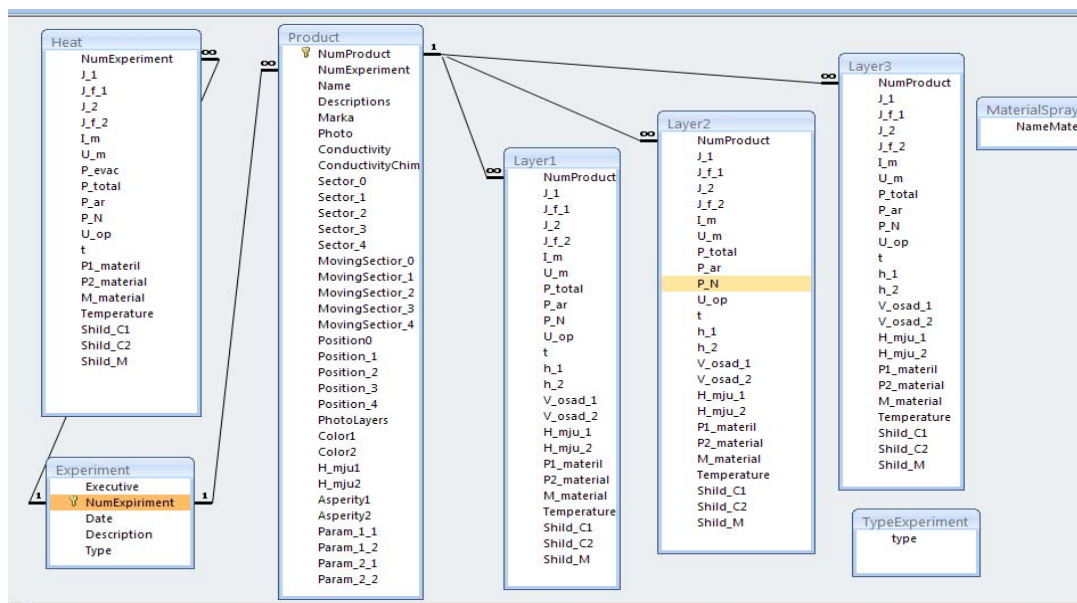 Heat
NumExperiment
J_1
J_f_1
J_2
J_f_2
I_m
U_m
P_evac
P_total
P_ar
P_N
U_op
t
P1_materil
P2_material
M_material
Temperature
Shild_C1
Shild_C2
Shild_M
∞
Experiment
Executive
NumExpiriment
Date
Description
Type
1
1
∞
Product
NumProduct
NumExperiment
Name
Descriptions
Marka
Photo
Conductivity
ConductivityChim
Sector_0
Sector_1
Sector_2
Sector_3
Sector_4
MovingSectior_0
MovingSectior_1
MovingSectior_2
MovingSectior_3
MovingSectior_4
Position0
Position_1
Position_2
Position_3
Position_4
PhotoLayers
Color1
Color2
H_mju1
H_mju2
Asperity1
Asperity2
Param_1_1
Param_1_2
Param_2_1
Param_2_2
1
∞
Layer1
NumProduct
J_1
J_f_1
J_2
J_f_2
I_m
U_m
P_total
P_ar
P_N
U_op
t
h_1
h_2
V_osad_1
V_osad_2
H_mju_1
H_mju_2
P1_materil
P2_material
M_material
Temperature
Shild_C1
Shild_C2
Shild_M
∞
Layer2
NumProduct
J_1
J_f_1
J_2
J_f_2
I_m
U_m
P_total
P_ar
P_N
U_op
t
h_1
h_2
V_osad_1
V_osad_2
H_mju_1
H_mju_2
P1_materil
P2_material
M_material
Temperature
Shild_C1
Shild_C2
Shild_M
∞
Layer3
NumProduct
J_1
J_f_1
J_2
J_f_2
I_m
U_m
P_total
P_ar
P_N
U_op
t
h_1
h_2
V_osad_1
V_osad_2
H_mju_1
H_mju_2
P1_materil
P2_material
M_material
Temperature
Shild_C1
Shild_C2
Shild_M
MaterialSpray
NameMate
TypeExperiment
type